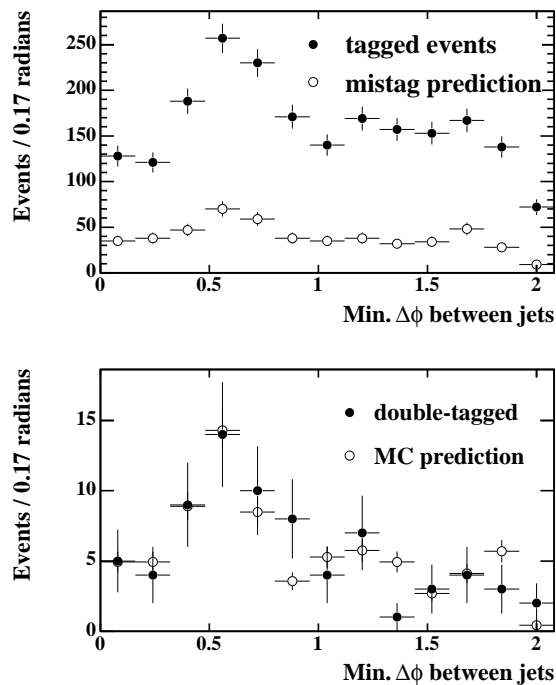 250
200
150
100
50
0
Events / 0.17 radians
tagged events
mistag prediction
0 0.5 1 1.5 2
Min. Δϕ between jets
15
10
5
0
Events / 0.17 radians
double-tagged
MC prediction
0 0.5 1 1.5 2
Min. Δϕ between jets